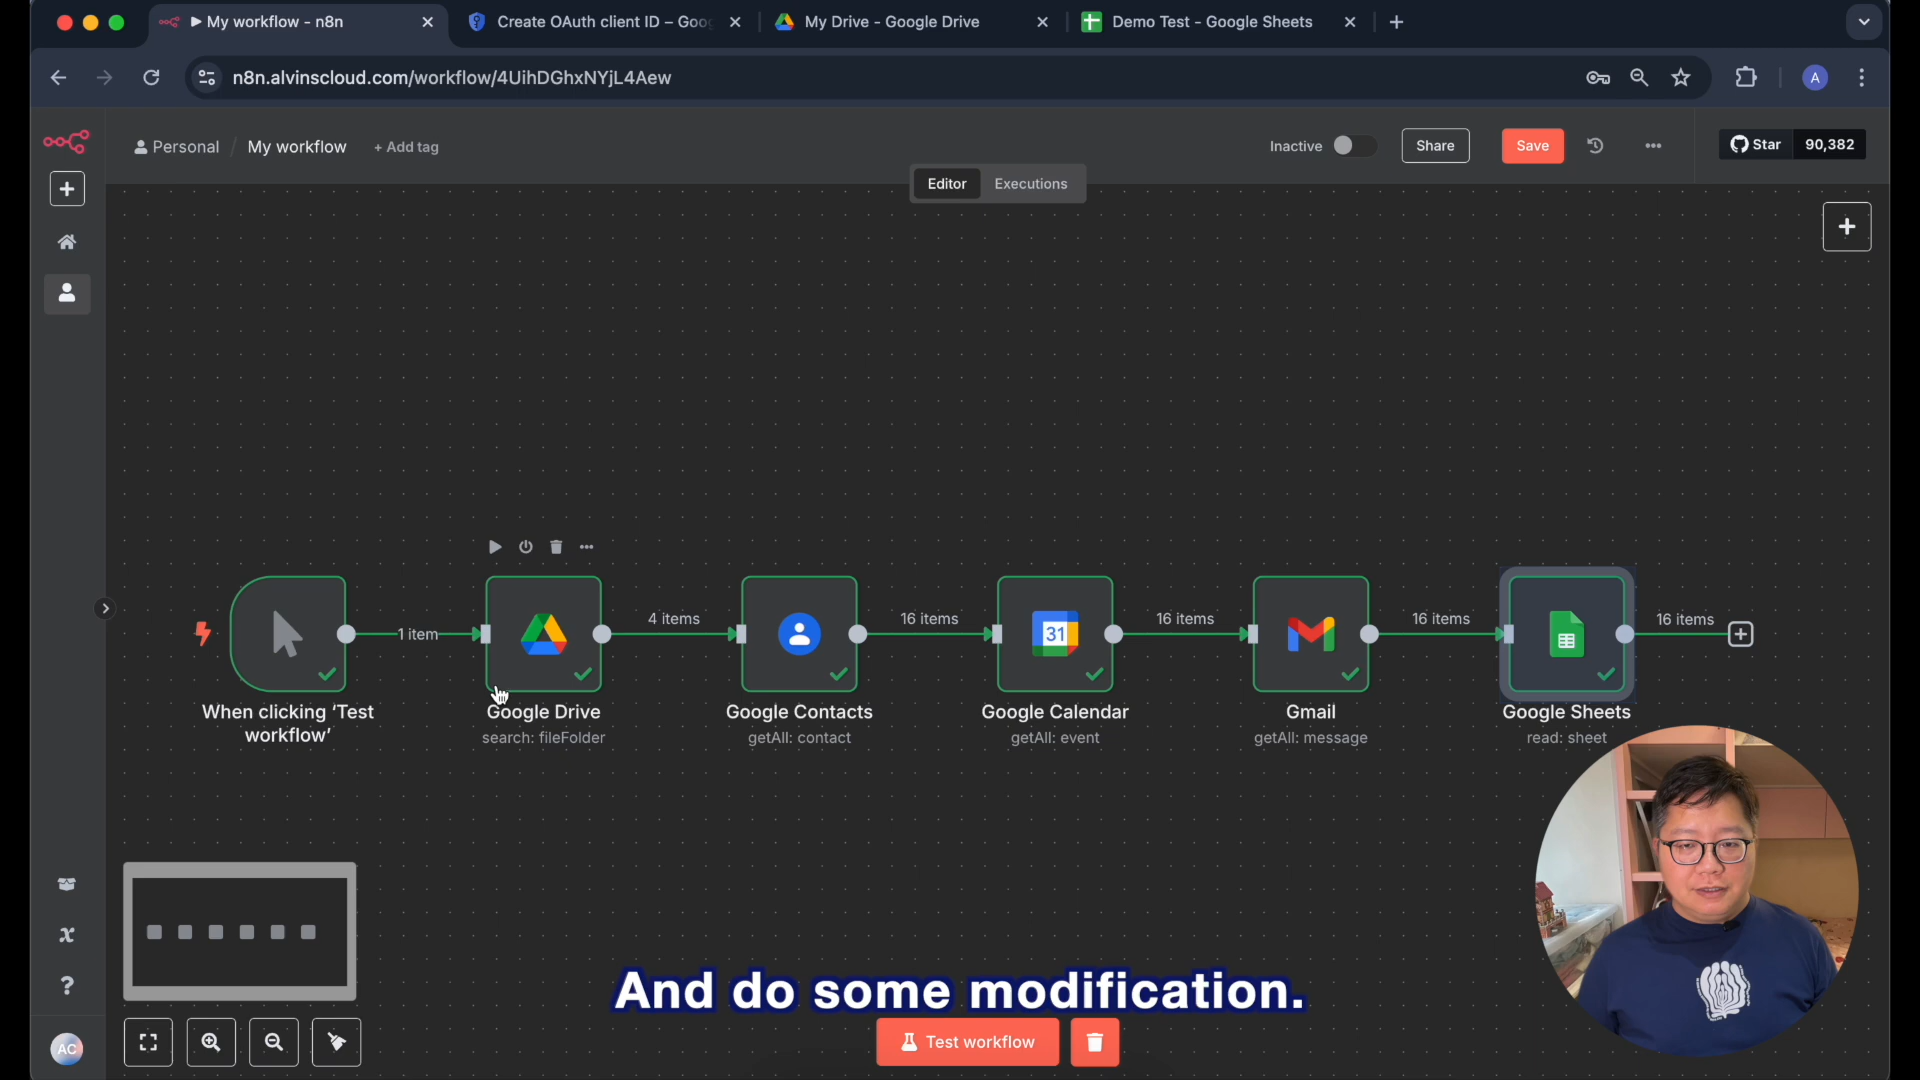 My workflow - n8n
Create OAuth client ID – Goo
My Drive - Google Drive
Demo Test - Google Sheets
n8n.alvinscloud.com/workflow/4UihDGhxNYjL4Aew
A
Personal / My workflow + Add tag
Inactive
Share
Save
Star 90,382
Editor Executions
1 item
4 items
16 items
16 items
16 items
16 items
31
When clicking ‘Test workflow’
Google Drive
search: fileFolder
Google Contacts
getAll: contact
Google Calendar
getAll: event
Gmail
getAll: message
Google Sheets
read: sheet
And do some modification.
Test workflow
AC